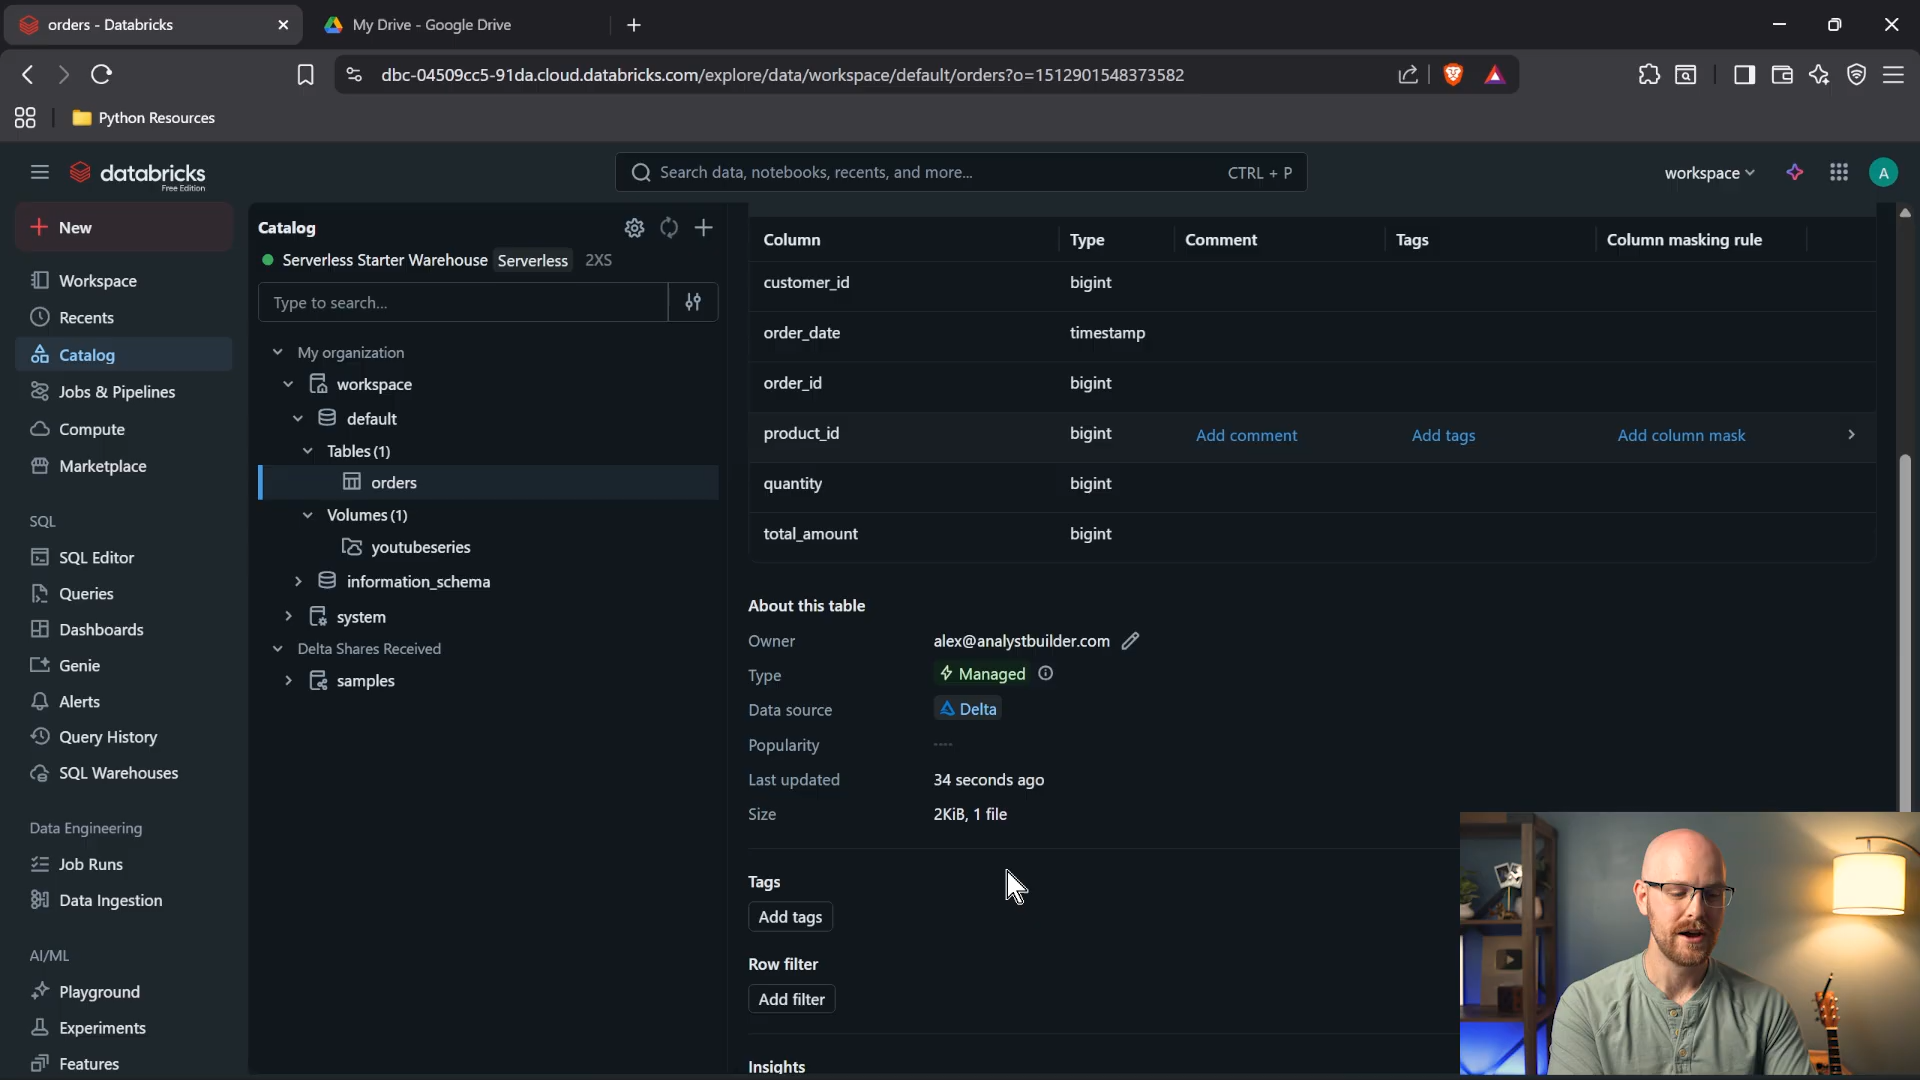 orders - Databricks
My Drive - Google Drive
dbc-04509cc5-91da.cloud.databricks.com/explore/data/workspace/default/orders?o=1512901548373582
Python Resources
databricks
Free Edition
Search data, notebooks, recents, and more...
CTRL + P
workspace
A
New
Workspace
Recents
Catalog
Jobs & Pipelines
Compute
Marketplace
SQL
SQL Editor
Queries
Dashboards
Genie
Alerts
Query History
SQL Warehouses
Data Engineering
Job Runs
Data Ingestion
AI/ML
Playground
Experiments
Features
Catalog
Serverless Starter Warehouse Serverless 2XS
Type to search...
My organization
workspace
default
Tables (1)
orders
Volumes (1)
youtubeseries
information_schema
system
Delta Shares Received
samples
Column Type Comment Tags Column masking rule
customer_id bigint
order_date timestamp
order_id bigint
product_id bigint Add comment Add tags Add column mask
quantity bigint
total_amount bigint
About this table
Owner alex@analystbuilder.com
Type Managed
Data source Delta
Popularity ----
Last updated 34 seconds ago
Size 2KiB, 1 file
Tags
Add tags
Row filter
Add filter
Insights